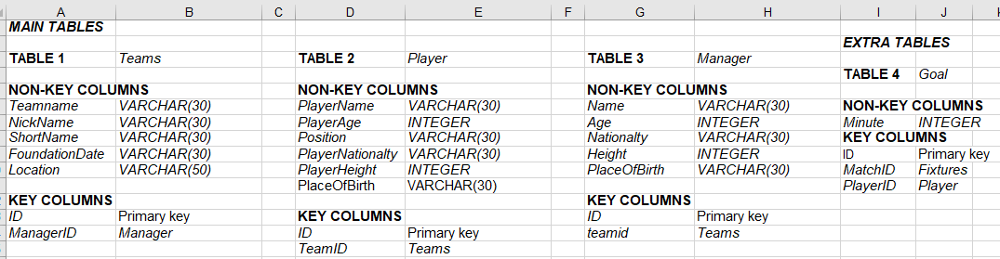 A B C D E F G H I J
MAIN TABLES
EXTRA TABLES
TABLE 1 Teams TABLE 2 Player TABLE 3 Manager
TABLE 4 Goal
NON-KEY COLUMNS NON-KEY COLUMNS NON-KEY COLUMNS
Teamname VARCHAR(30) PlayerName VARCHAR(30) Name VARCHAR(30) NON-KEY COLUMNS
NickName VARCHAR(30) PlayerAge INTEGER Age INTEGER Minute INTEGER
ShortName VARCHAR(30) Position VARCHAR(30) Nationalty VARCHAR(30) KEY COLUMNS
FoundationDate VARCHAR(30) PlayerNationalty VARCHAR(30) Height INTEGER ID Primary key
Location VARCHAR(50) PlayerHeight INTEGER PlaceOfBirth VARCHAR(30) MatchID Fixtures
PlaceOfBirth VARCHAR(30) PlayerID Player
KEY COLUMNS KEY COLUMNS
ID Primary key KEY COLUMNS ID Primary key
ManagerID Manager ID Primary key teamid Teams
TeamID Teams